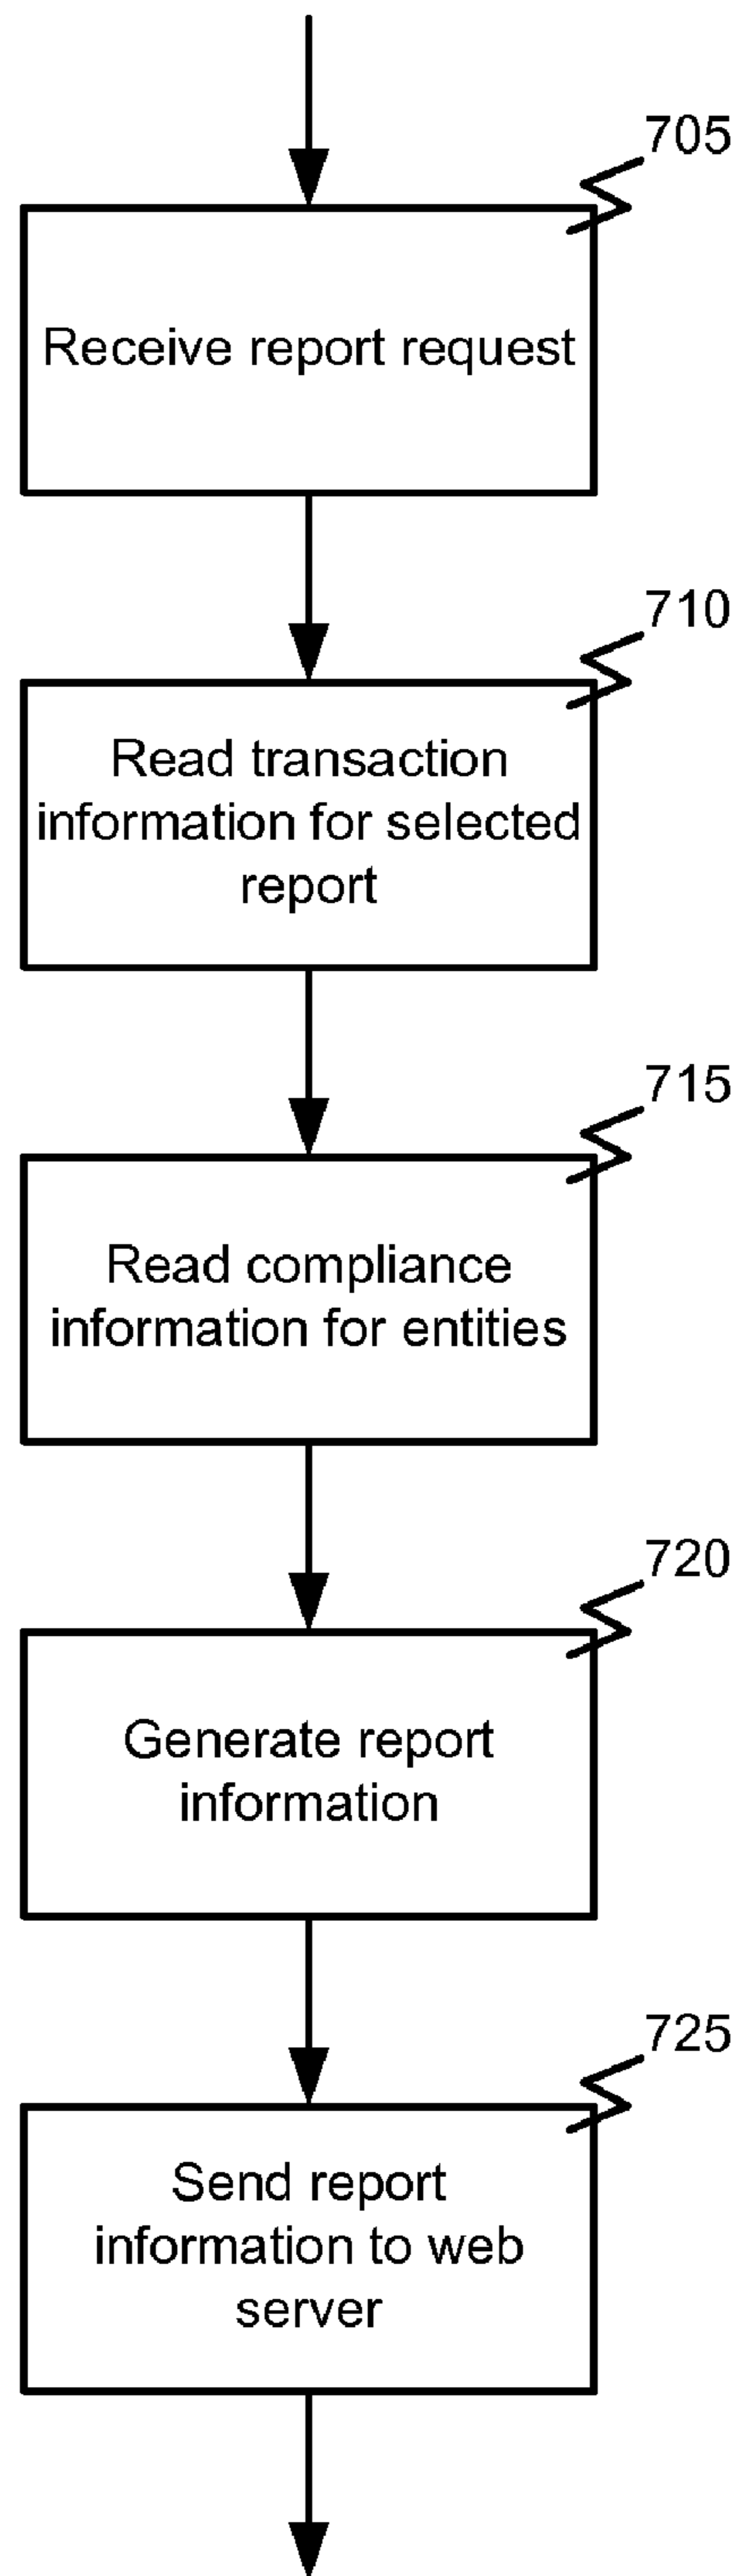 705
Receive report request
710
Read transaction
information for selected
report
715
Read compliance
information for entities
720
Generate report
information
725
Send report
information to web
server